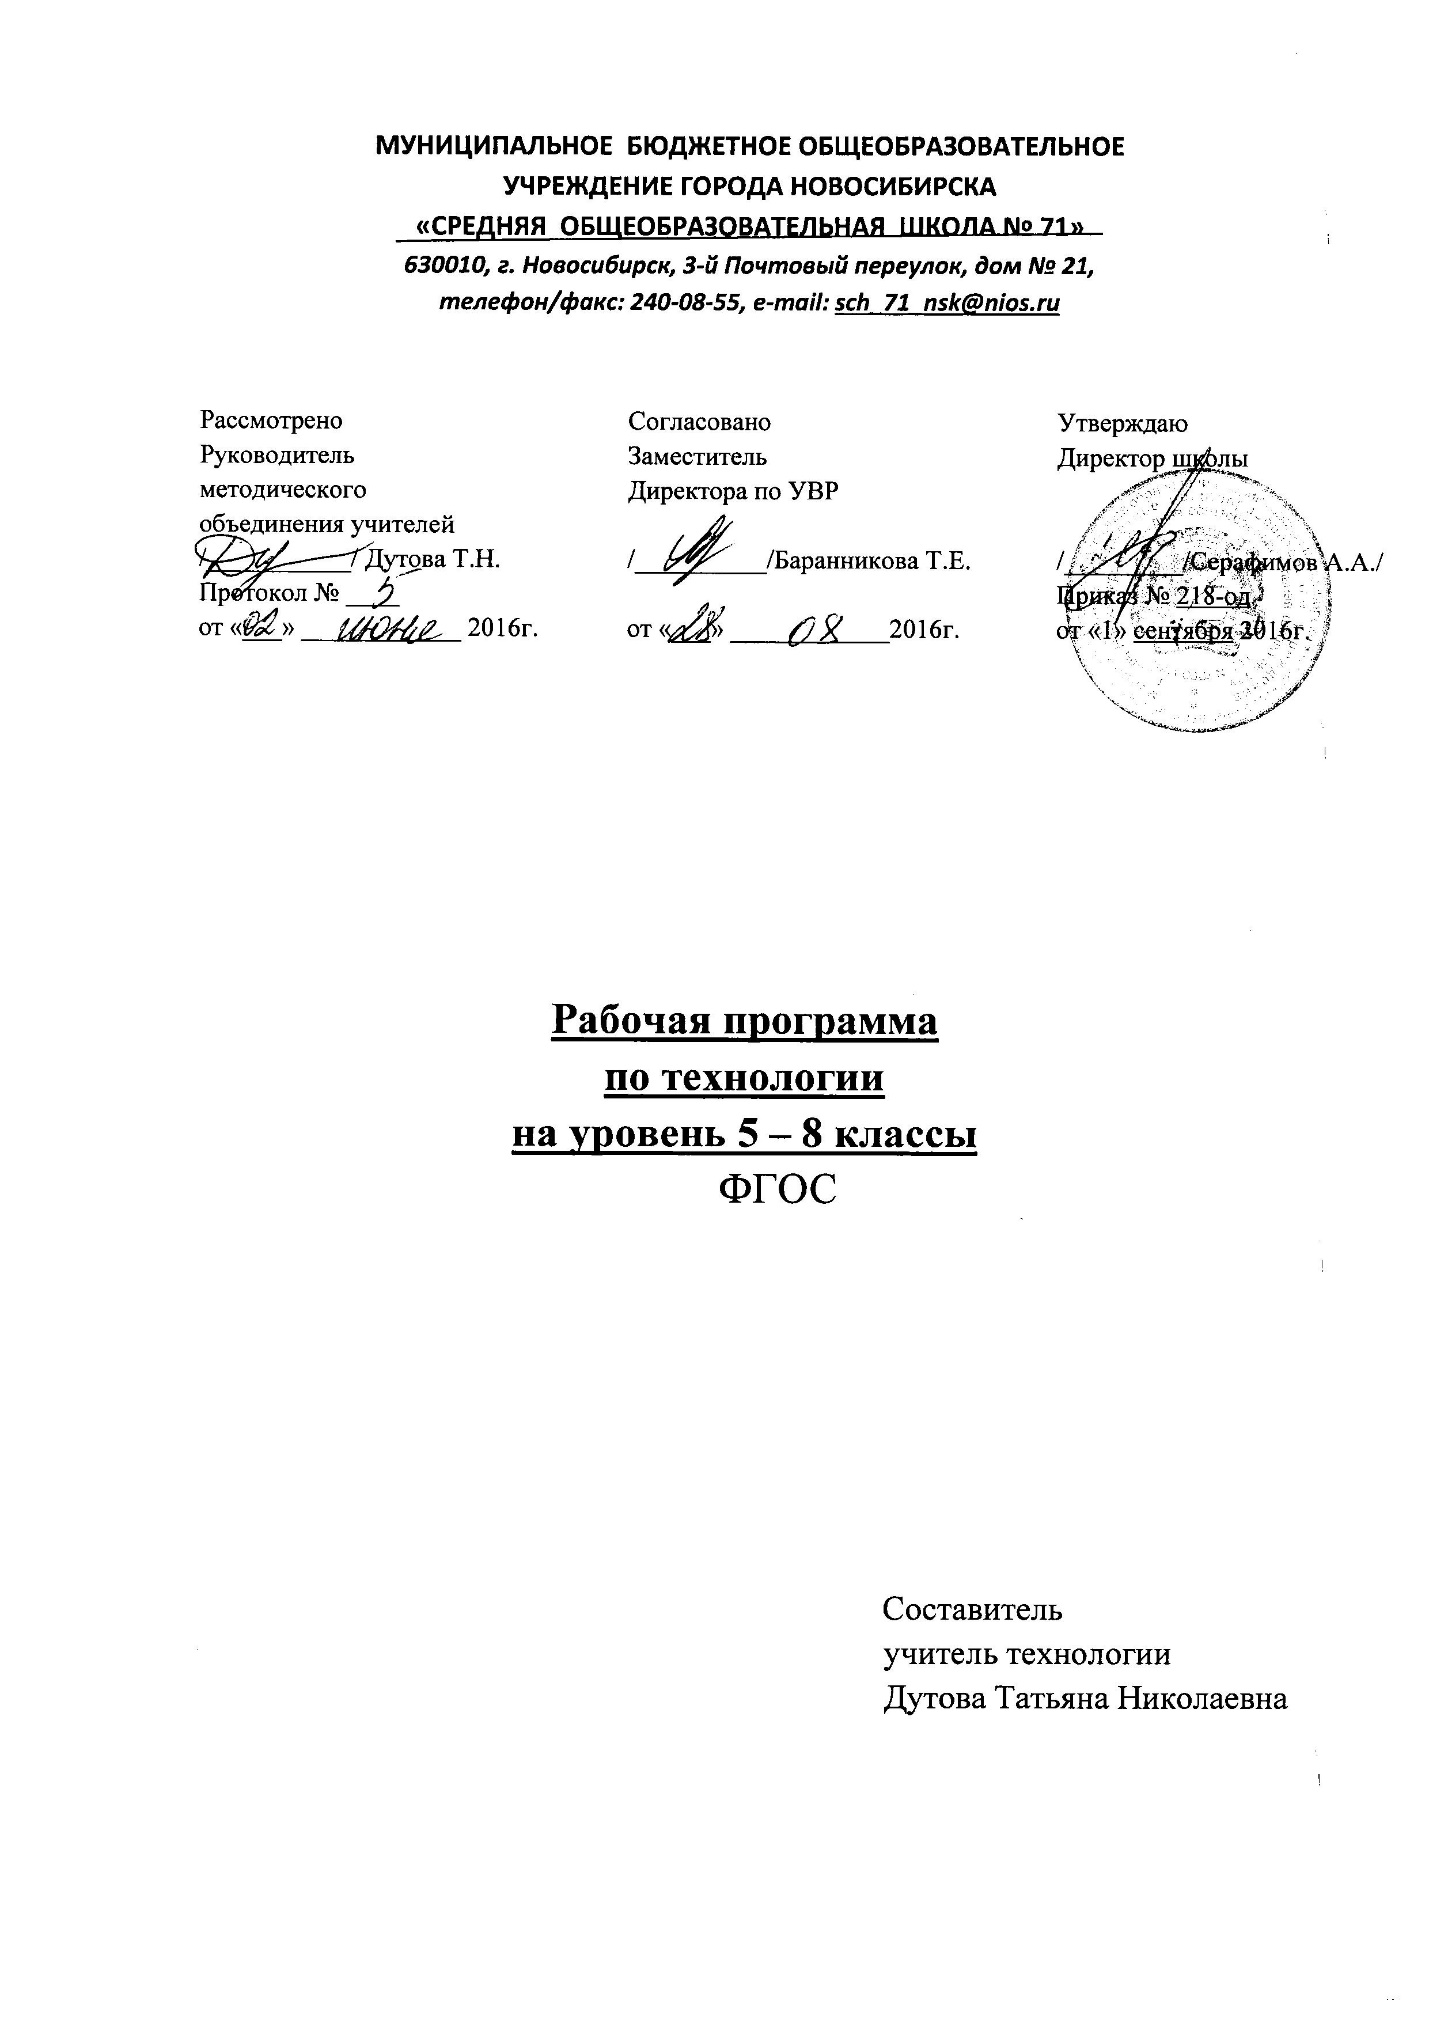 МУНИЦИПАЛЬНОЕ БЮДЖЕТНОЕ ОБЩЕОБРАЗОВАТЕЛЬНОЕ
УЧРЕЖДЕНИЕ ГОРОДА НОВОСИБИРСКА
«СРЕДНЯЯ ОБЩЕОБРАЗОВАТЕЛЬНАЯ ШКОЛА № 71»
630010, г. Новосибирск, 3-й Почтовый переулок, дом № 21,
телефон/факс: 240-08-55, e-mail: sch_71_nsk@nios.ru
Рассмотрено
Руководитель
методического
объединения учителей
/ Дутова Т.Н.
Протокол № 5
от «02» июне 2016г.
Согласовано
Заместитель
Директора по УВР
/__________/Баранникова Т.Е.
от «28» 08 2016г.
Утверждаю
Директор школы
/_________/Серафимов А.А./
Приказ № 218-од
от «1» сентября 2016г.
Рабочая программа
по технологии
на уровень 5 – 8 классы
ФГОС
Составитель
учитель технологии
Дутова Татьяна Николаевна